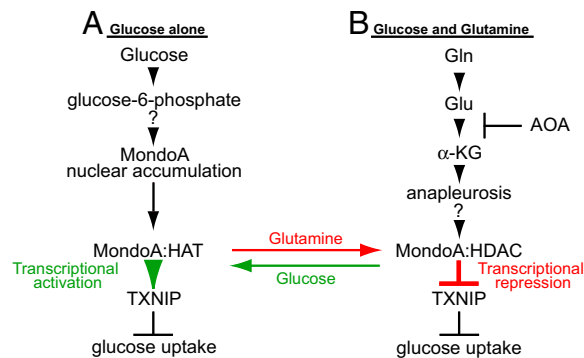 A Glucose alone
Glucose
glucose-6-phosphate
?
MondoA
nuclear accumulation
MondoA:HAT
Transcriptional
activation
TXNIP
glucose uptake
Glutamine
Glucose
B Glucose and Glutamine
Gln
Glu
AOA
α-KG
anapleurosis
?
MondoA:HDAC
Transcriptional
repression
TXNIP
glucose uptake